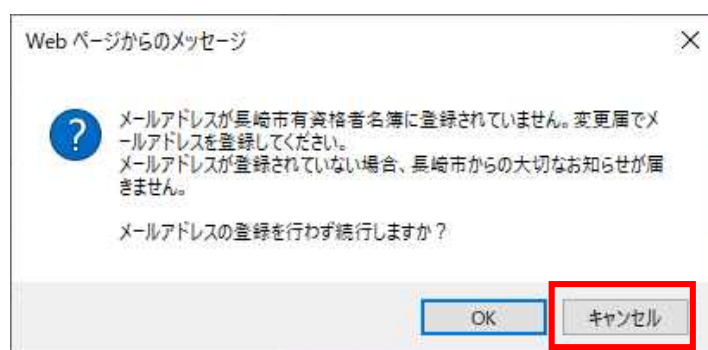 Web ページからのメッセージ
メールアドレスが長崎市有資格者名簿に登録されていません。変更届でメ
ールアドレスを登録してください。
メールアドレスが登録されていない場合、長崎市からの大切なお知らせが届
きません。
メールアドレスの登録を行わず続行しますか？
OK
キャンセル